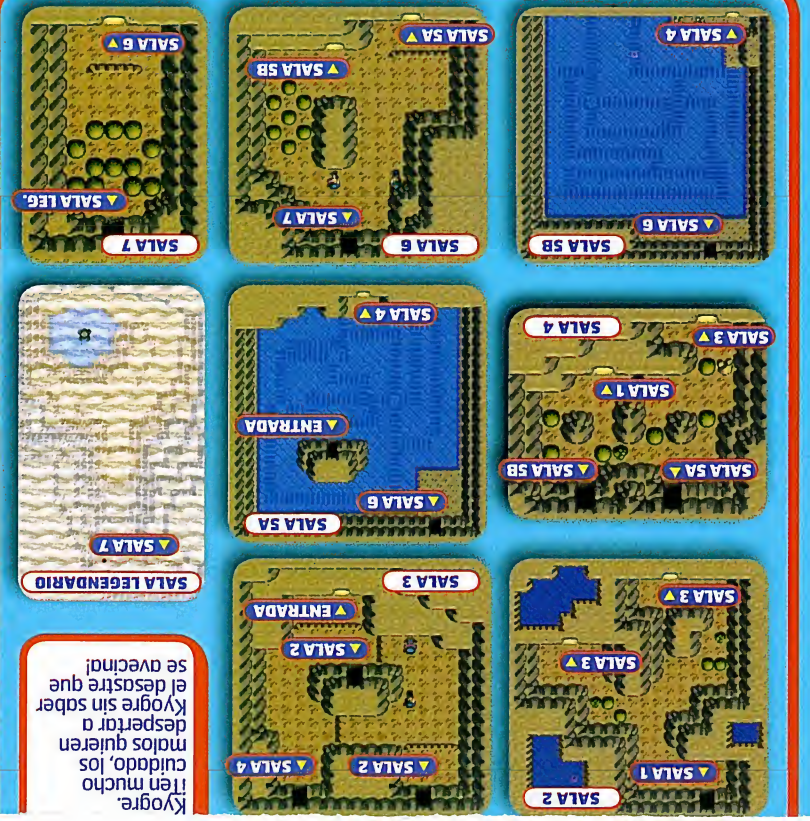 SALA 2
SALA 1
SALA 3
SALA 3
SALA 2
SALA 4
SALA 2
ENTRADA
SALA 3
Kyogre.
¡Ten mucho
cuidado, los
malos quieren
despertar a
Kyogre sin saber
el desastre que
se avecina!
SALA 5A
SALA 5B
SALA 1
SALA 3
SALA 4
SALA 5A
SALA 6
ENTRADA
SALA 4
SALA LEGENDARIO
SALA 7
SALA 5B
SALA 6
SALA 4
SALA 6
SALA 7
SALA 5B
SALA 5A
SALA 7
SALA LEG.
SALA 6